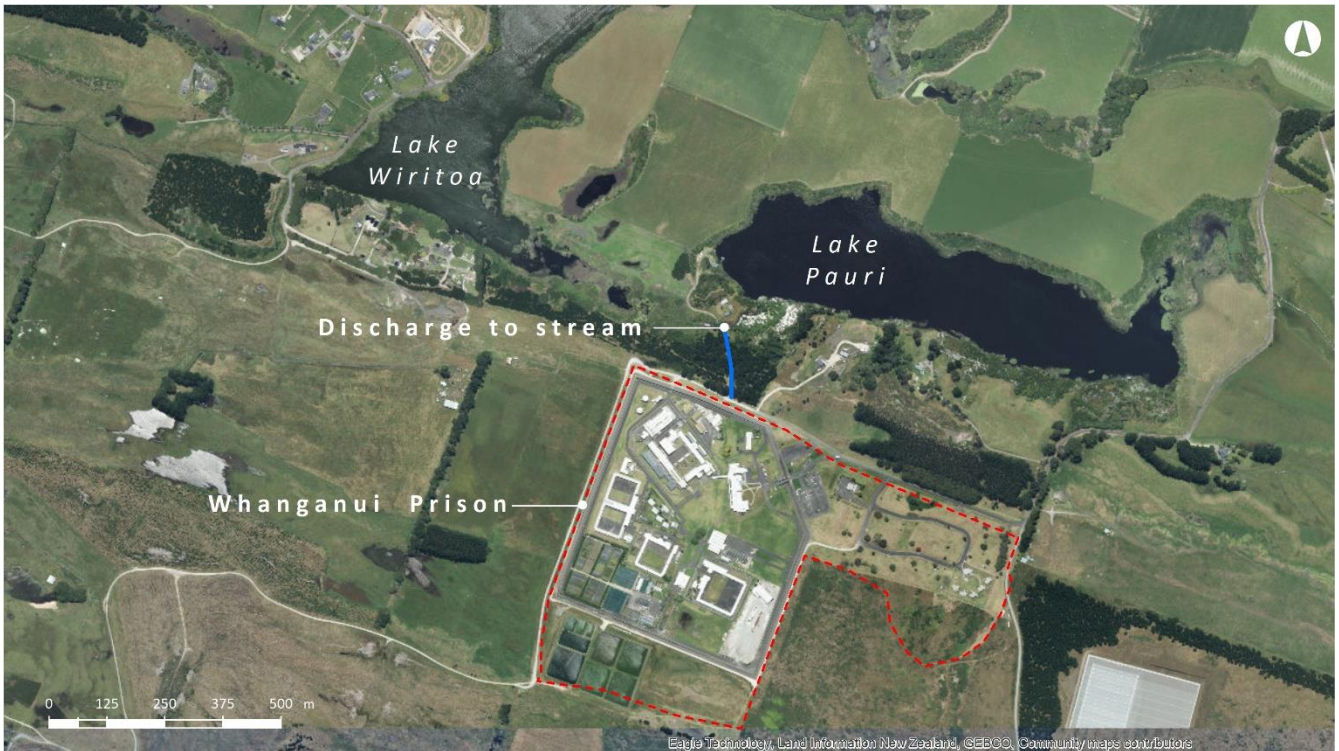 Lake
Wiritoa
Lake
Pauri
Discharge to stream
Whanganui Prison
0 125 250 375 500 m
Eagle Technology, Land Information New Zealand, GEBCO, Community maps contributors